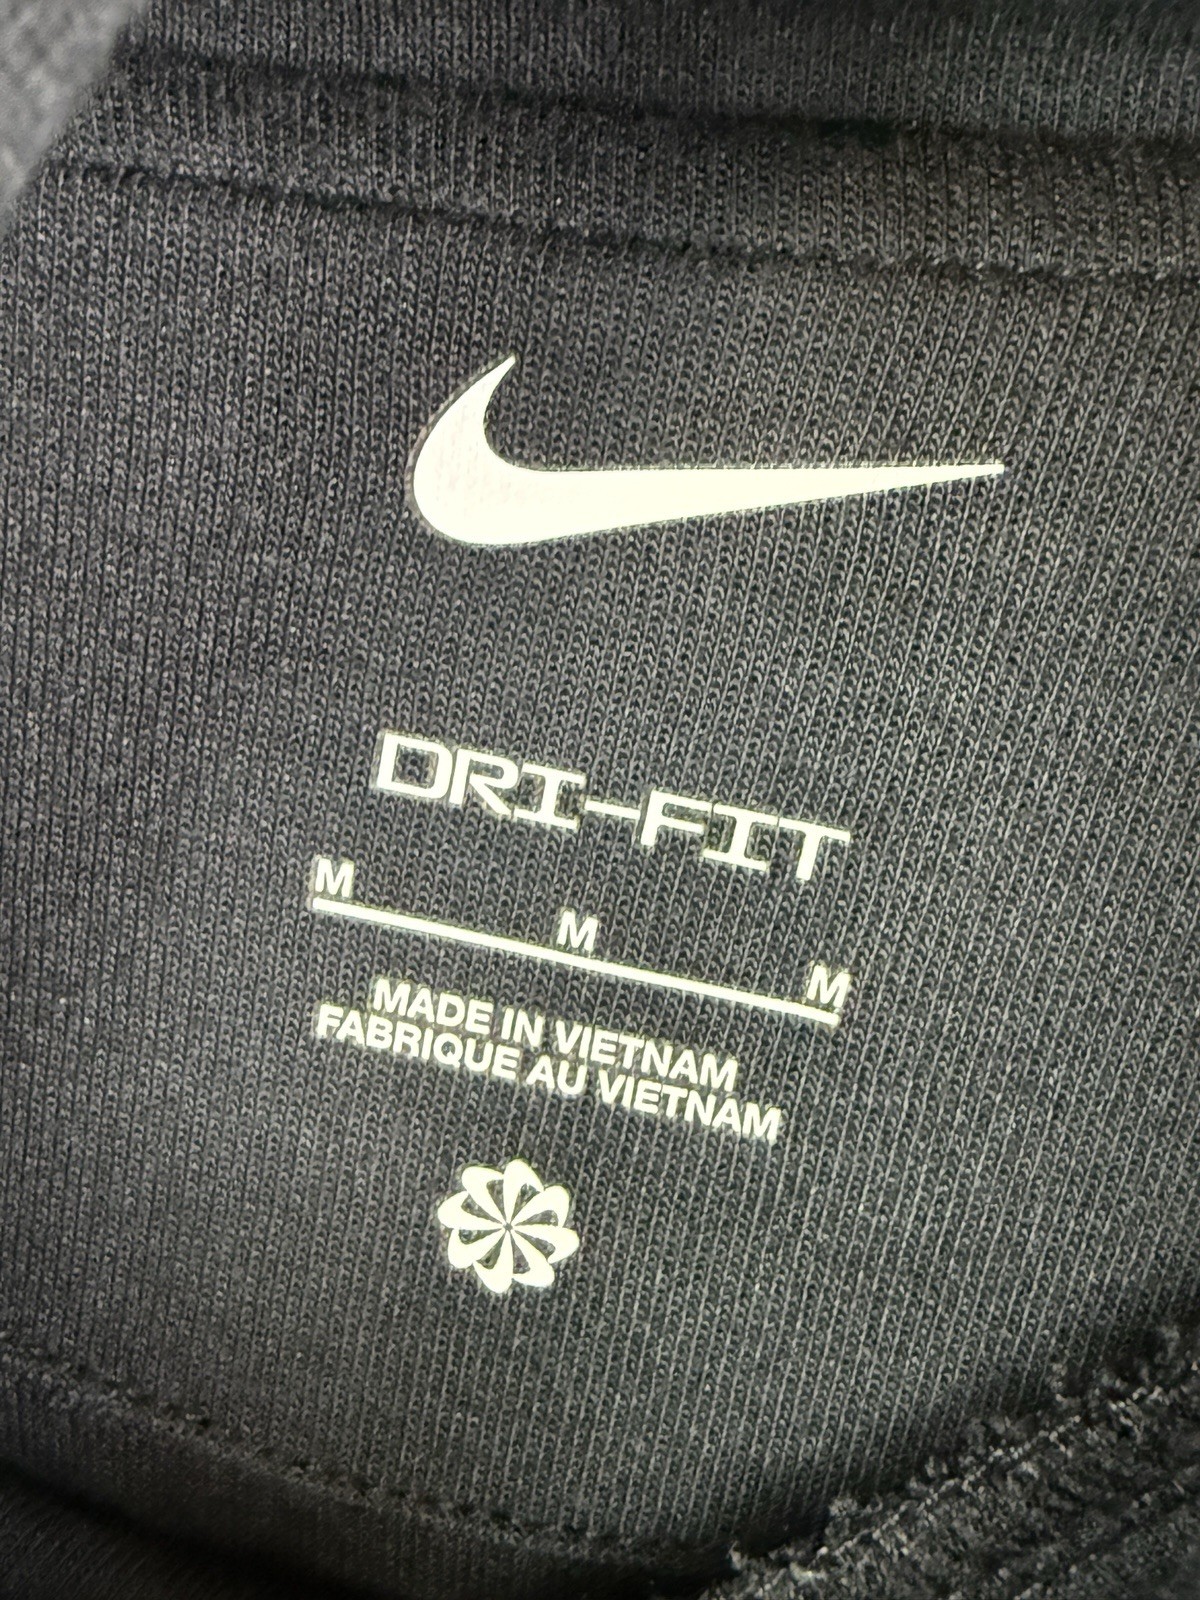 DRI-FIT
M M M
MADE IN VIETNAM
FABRIQUE AU VIETNAM